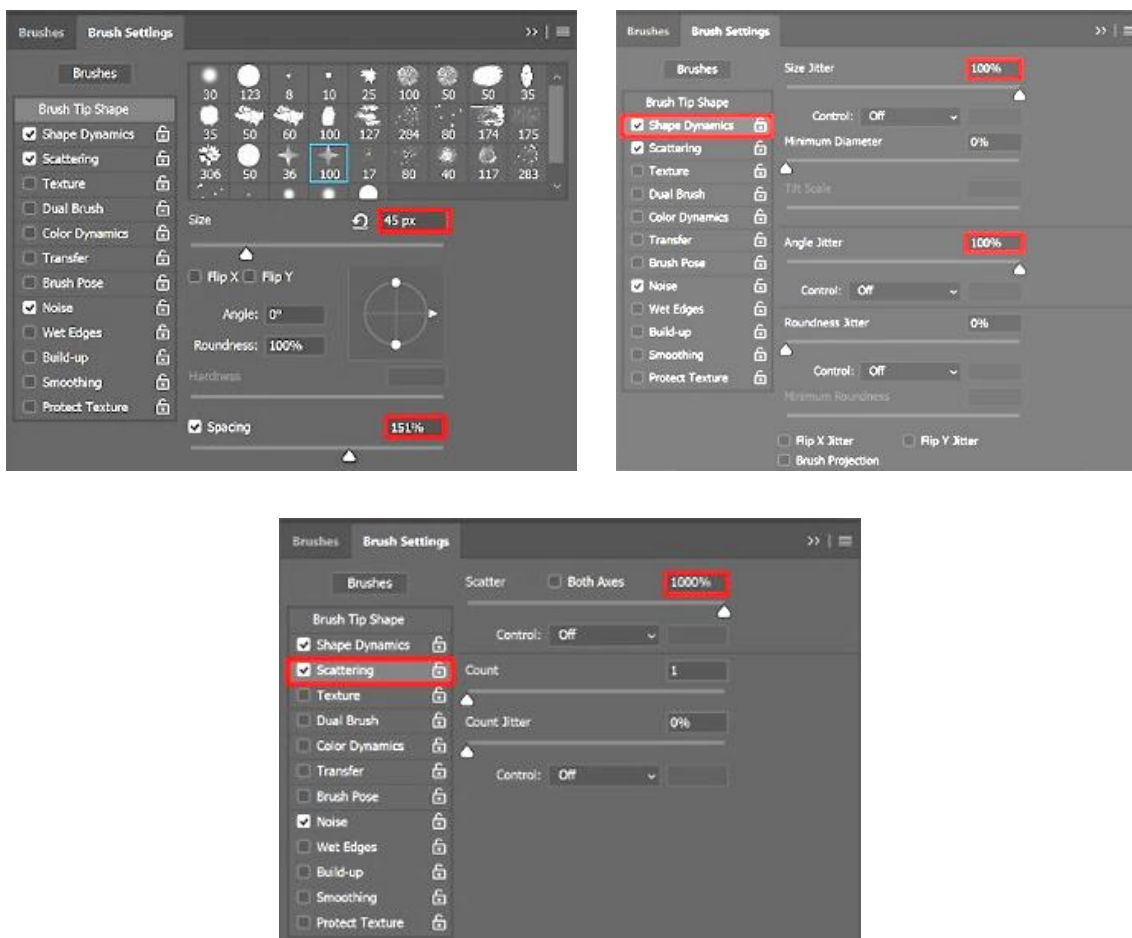 Brushes Brush Settings >> | 
Brushes
Brush Tip Shape
Shape Dynamics
Scattering
Texture
Dual Brush
Color Dynamics
Transfer
Brush Pose
Noise
Wet Edges
Build-up
Smoothing
Protect Texture
30 123 8 10 25 100 50 50 35
35 50 60 100 127 284 80 174 175
306 50 36 100 17 80 40 117 283
Size 45 px
Flip X Flip Y
Angle: 0°
Roundness: 100%
Hardness
Spacing 151%
Brushes Brush Settings >> |
Brushes
Brush Tip Shape
Shape Dynamics
Scattering
Texture
Dual Brush
Color Dynamics
Transfer
Brush Pose
Noise
Wet Edges
Build-up
Smoothing
Protect Texture
Size Jitter 100%
Control: Off
Minimum Diameter 0%
Tilt Scale
Angle Jitter 100%
Control: Off
Roundness Jitter 0%
Control: Off
Minimum Roundness
Flip X Jitter Flip Y Jitter
Brush Projection
Brushes Brush Settings >> |
Brushes
Brush Tip Shape
Shape Dynamics
Scattering
Texture
Dual Brush
Color Dynamics
Transfer
Brush Pose
Noise
Wet Edges
Build-up
Smoothing
Protect Texture
Scatter Both Axes 1000%
Control: Off
Count 1
Count Jitter 0%
Control: Off